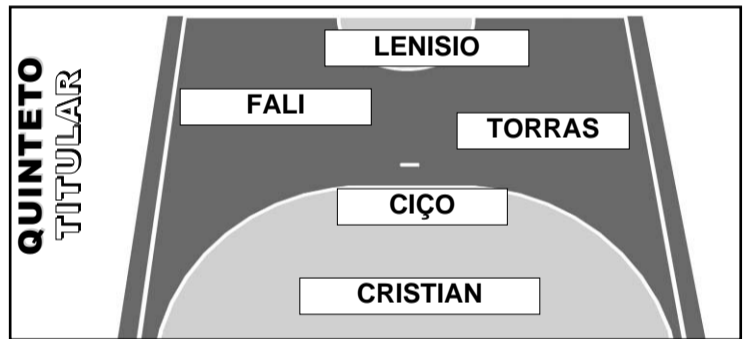 QUINTETO
TITULAR
LENISIO
FALI
TORRAS
CIÇO
CRISTIAN